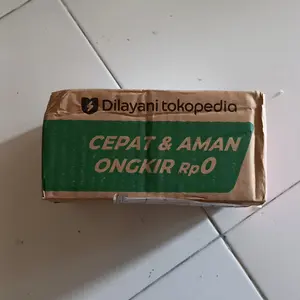 Dilayani tokopedia
CEPAT & AMAN
ONGKIR Rp0